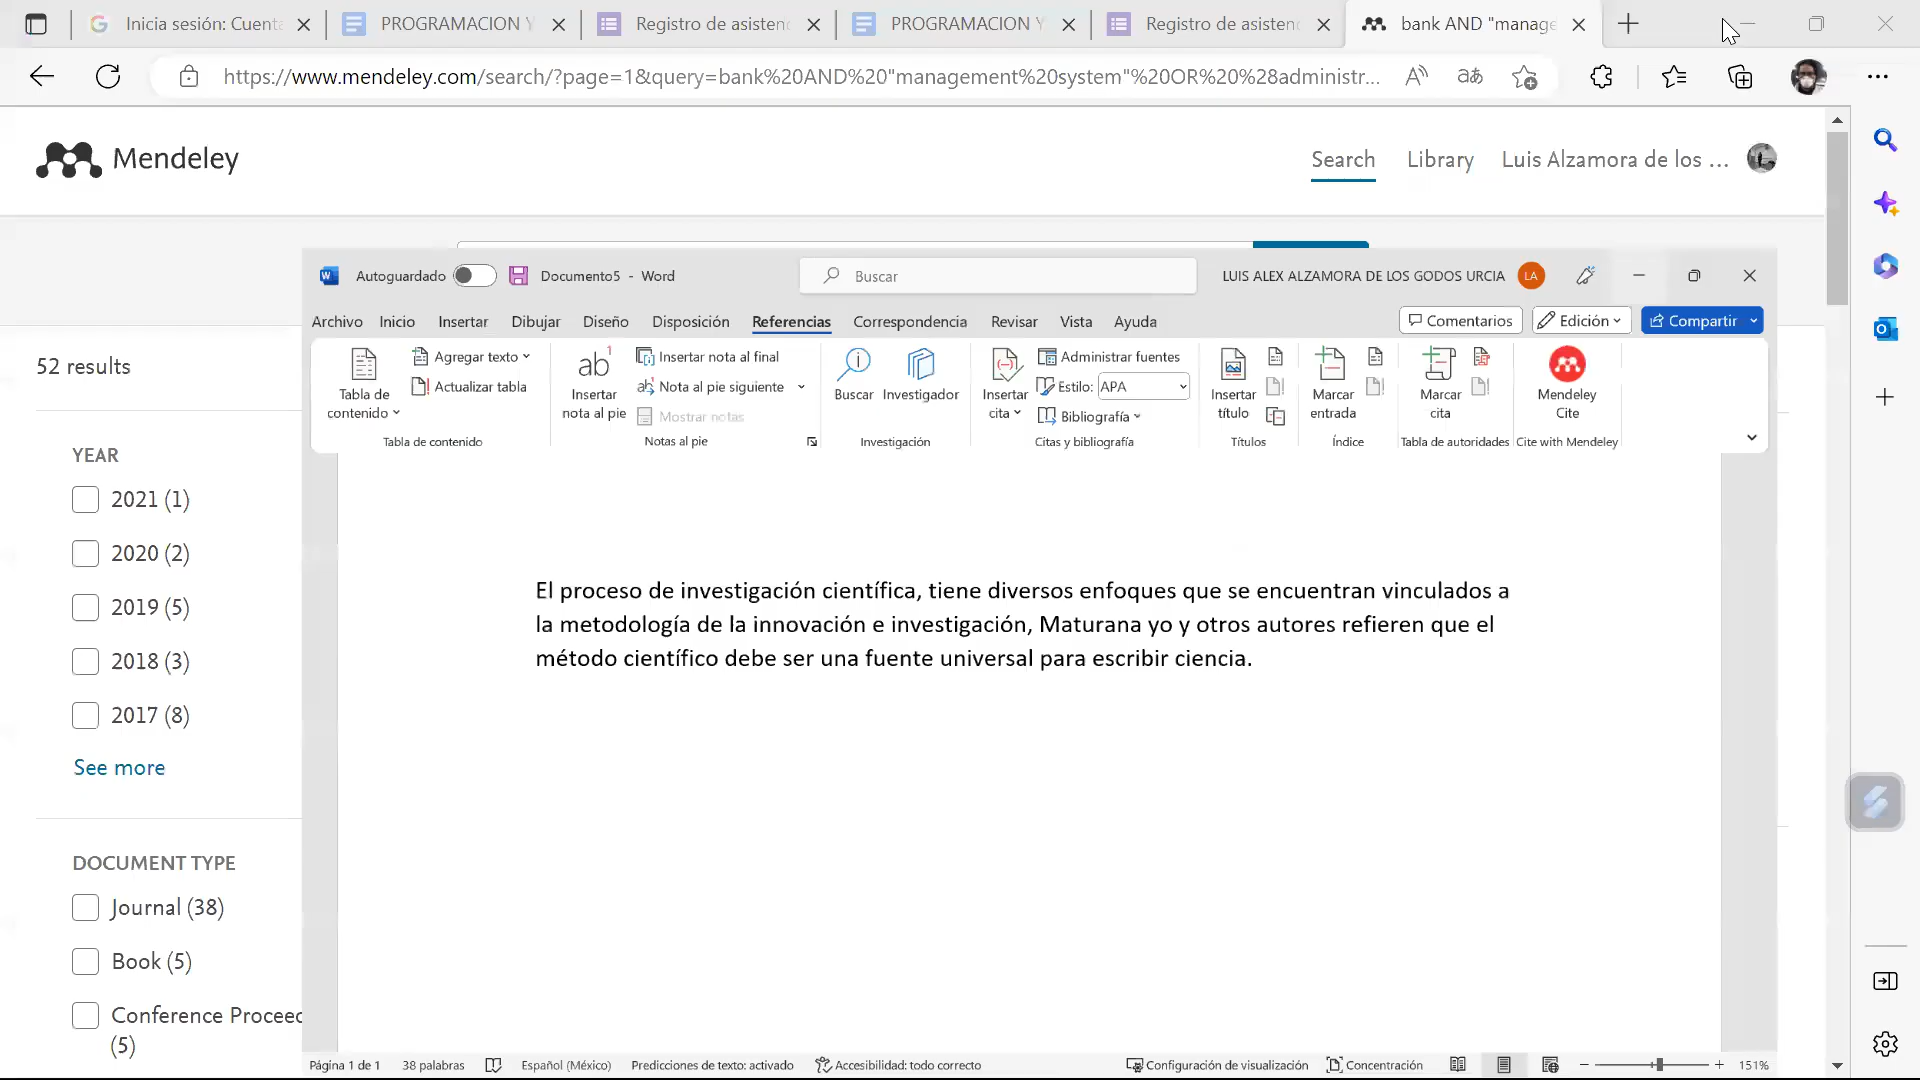 Inicia sesión: Cuenta
PROGRAMACION Y
Registro de asistenc
PROGRAMACION Y
Registro de asistenc
bank AND "manage
https://www.mendeley.com/search/?page=1&query=bank%20AND%20"management%20system"%20OR%20%28administr...
Mendeley
Search
Library
Luis Alzamora de los ...
Autoguardado
Documento5 - Word
Buscar
LUIS ALEX ALZAMORA DE LOS GODOS URCIA
LA
Archivo Inicio Insertar Dibujar Diseño Disposición Referencias Correspondencia Revisar Vista Ayuda
Comentarios
Edición
Compartir
Tabla de
contenido
Agregar texto
Actualizar tabla
Tabla de contenido
ab1
Insertar
nota al pie
Insertar nota al final
Nota al pie siguiente
Mostrar notas
Notas al pie
Buscar
Investigador
Investigación
Insertar
cita
Administrar fuentes
Estilo: APA
Bibliografía
Citas y bibliografía
Insertar
título
Títulos
Marcar
entrada
Índice
Marcar
cita
Tabla de autoridades
Mendeley
Cite
Cite with Mendeley
El proceso de investigación científica, tiene diversos enfoques que se encuentran vinculados a
la metodología de la innovación e investigación, Maturana yo y otros autores refieren que el
método científico debe ser una fuente universal para escribir ciencia.
52 results
YEAR
2021 (1)
2020 (2)
2019 (5)
2018 (3)
2017 (8)
See more
DOCUMENT TYPE
Journal (38)
Book (5)
Conference Proceed
(5)
Página 1 de 1
38 palabras
Español (México)
Predicciones de texto: activado
Accesibilidad: todo correcto
Configuración de visualización
Concentración
151%